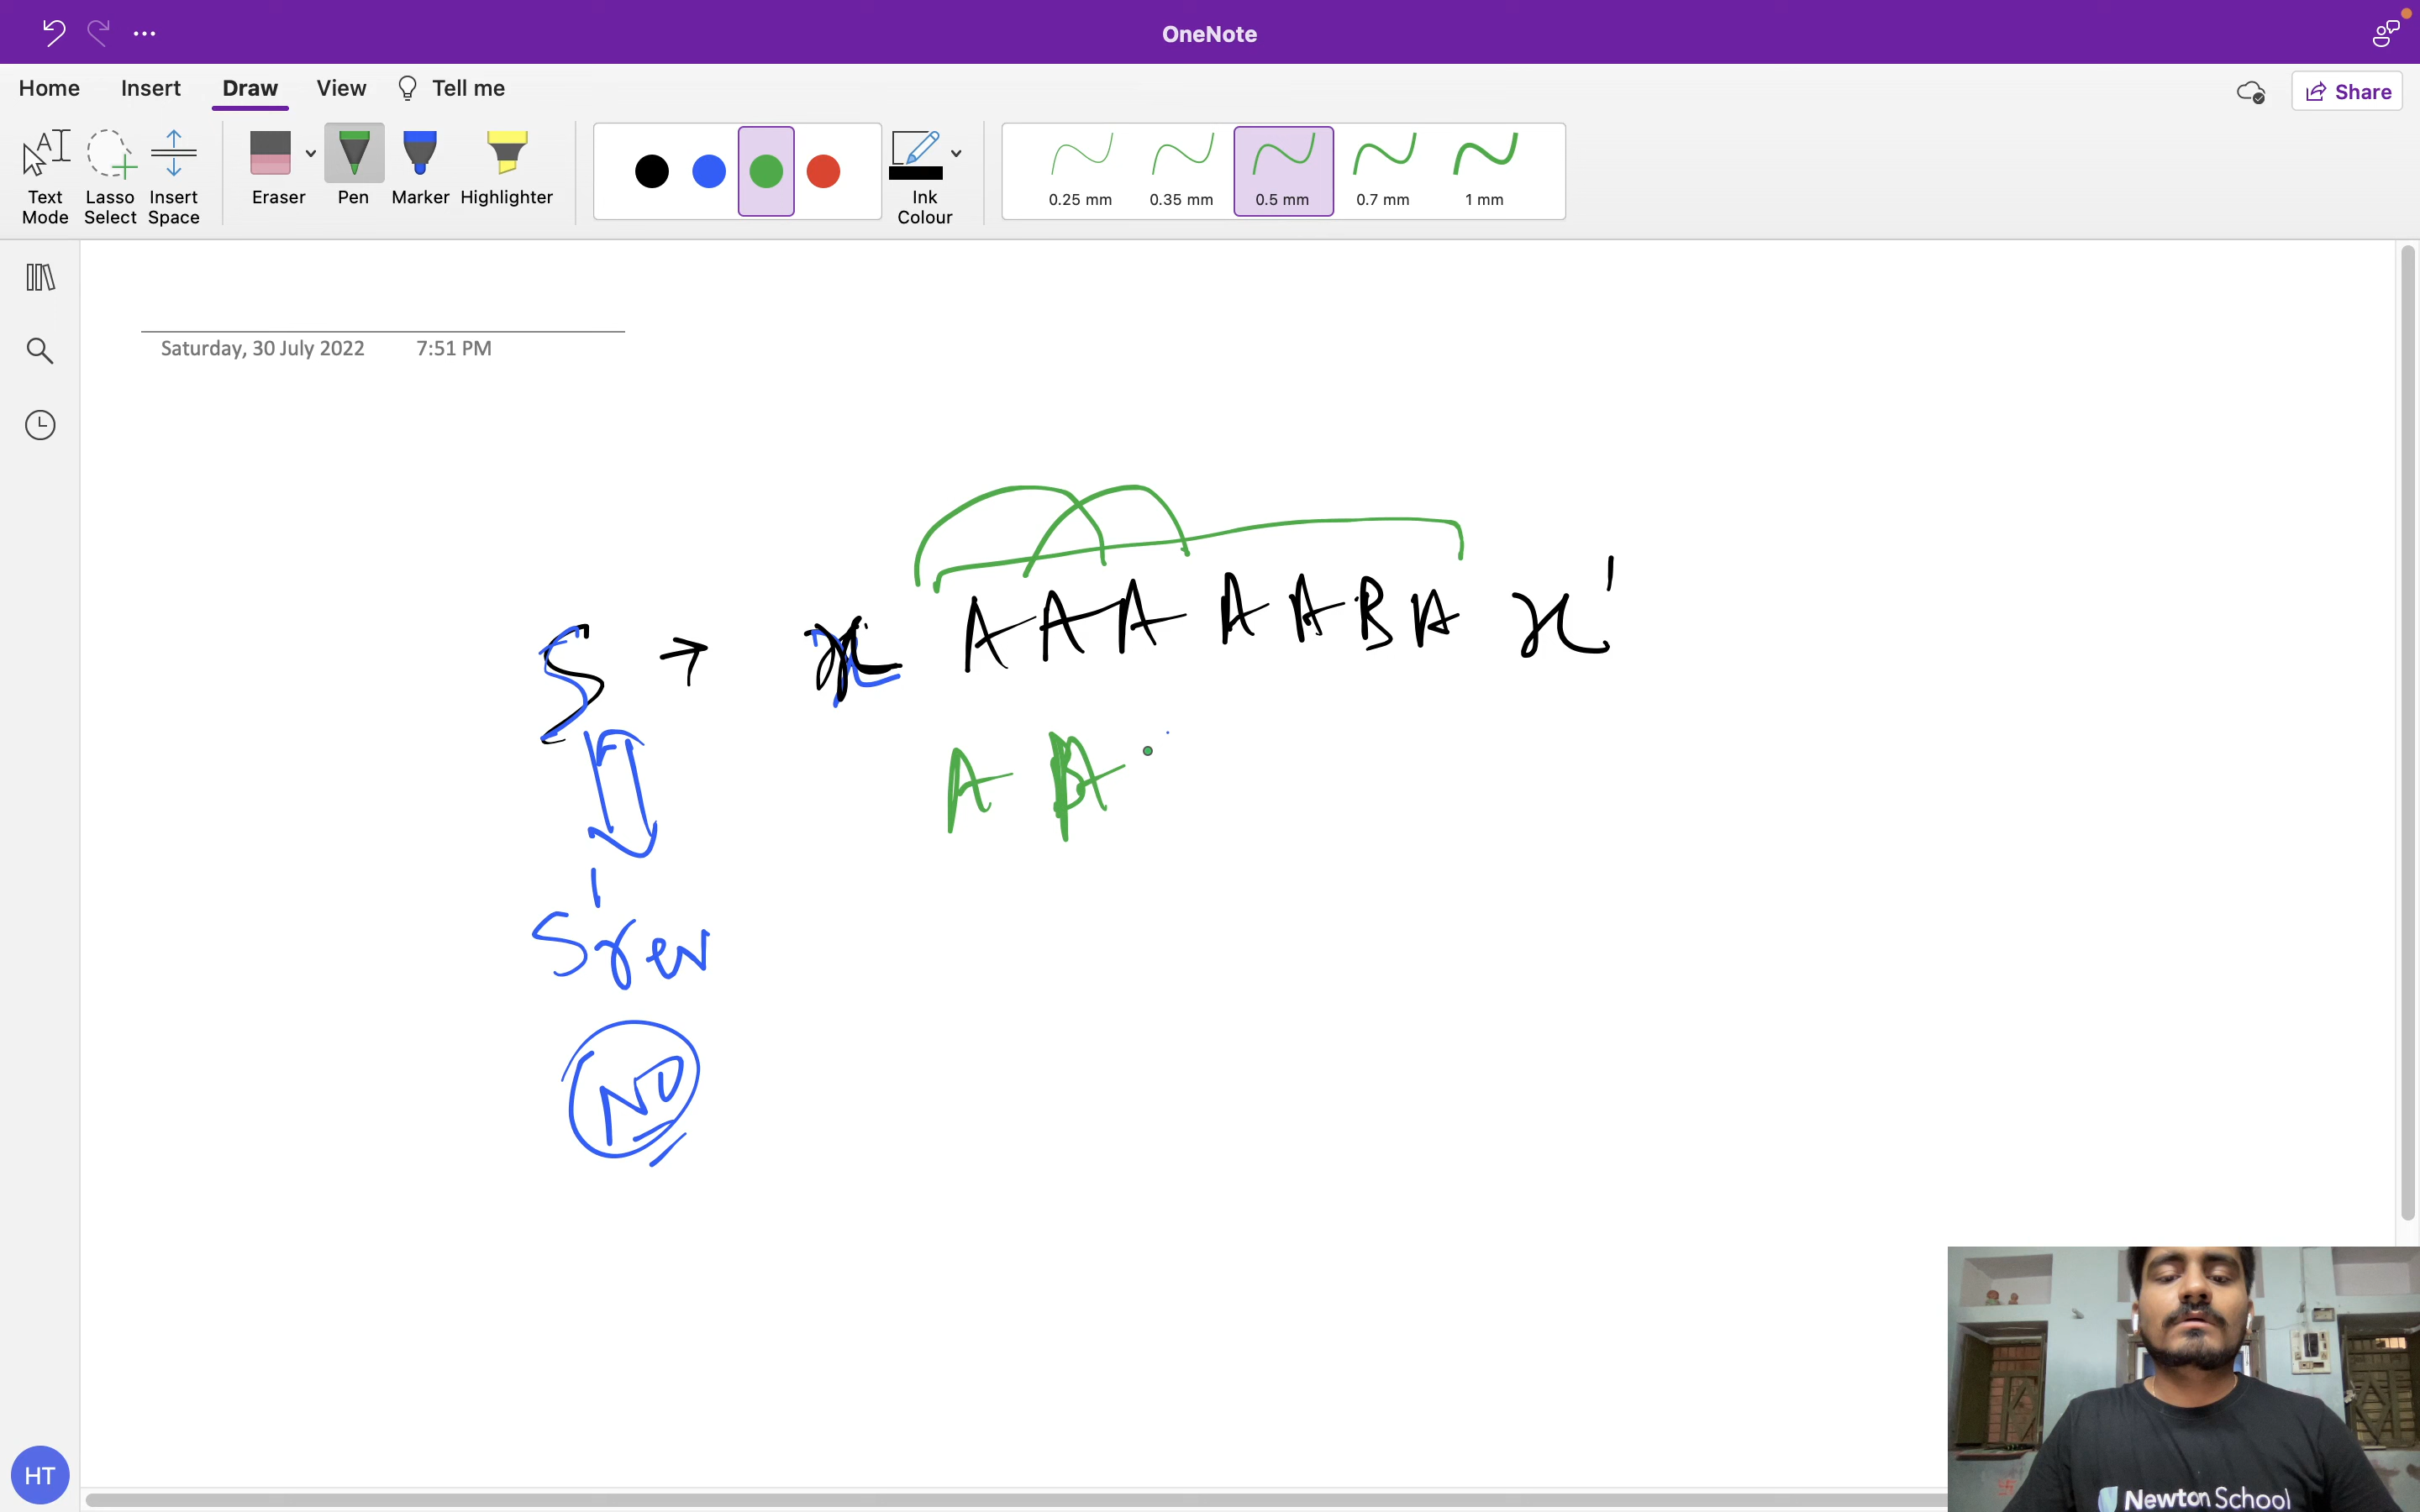 OneNote
Home Insert Draw View Tell me
Share
Text Mode
Lasso Select
Insert Space
Eraser
Pen
Marker
Highlighter
Ink Colour
0.25 mm
0.35 mm
0.5 mm
0.7 mm
1 mm
Saturday, 30 July 2022 7:51 PM
S → x A A A A A B A x'
A
S' rev
NO
HT
Newton School